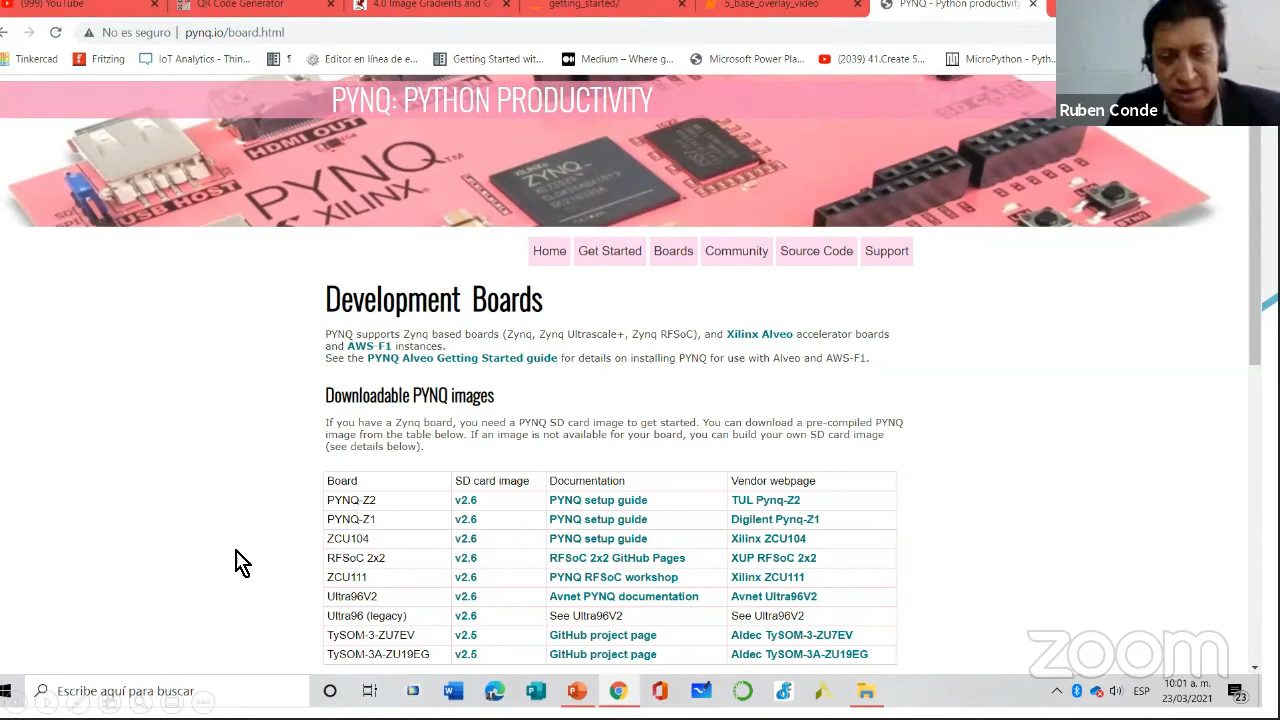 (999) YouTube
QR Code Generator
4.0 Image Gradients and Gr
getting_started/
5_base_overlay_video
PYNQ - Python productivity
No es seguro | pynq.io/board.html
Tinkercad
Fritzing
IoT Analytics - Thin...
Editor en línea de e...
Getting Started wit...
Medium – Where g...
Microsoft Power Pla...
(2039) 41.Create S...
MicroPython - Pyth...
Ruben Conde
PYNQ: PYTHON PRODUCTIVITY
HDMI OUT
USB HOST
PYNQ™
XILINX
XILINX
ZYNQ
Home
Get Started
Boards
Community
Source Code
Support
Development Boards
PYNQ supports Zynq based boards (Zynq, Zynq Ultrascale+, Zynq RFSoC), and Xilinx Alveo accelerator boards
and AWS-F1 instances.
See the PYNQ Alveo Getting Started guide for details on installing PYNQ for use with Alveo and AWS-F1.
Downloadable PYNQ images
If you have a Zynq board, you need a PYNQ SD card image to get started. You can download a pre-compiled PYNQ
image from the table below. If an image is not available for your board, you can build your own SD card image
(see details below).
Board SD card image Documentation Vendor webpage
PYNQ-Z2 v2.6 PYNQ setup guide TUL Pynq-Z2
PYNQ-Z1 v2.6 PYNQ setup guide Digilent Pynq-Z1
ZCU104 v2.6 PYNQ setup guide Xilinx ZCU104
RFSoC 2x2 v2.6 RFSoC 2x2 GitHub Pages XUP RFSoC 2x2
ZCU111 v2.6 PYNQ RFSoC workshop Xilinx ZCU111
Ultra96V2 v2.6 Avnet PYNQ documentation Avnet Ultra96V2
Ultra96 (legacy) v2.6 See Ultra96V2 See Ultra96V2
TySOM-3-ZU7EV v2.5 GitHub project page Aldec TySOM-3-ZU7EV
TySOM-3A-ZU19EG v2.5 GitHub project page Aldec TySOM-3A-ZU19EG
zoom
Escribe aquí para buscar
ESP
10:01 a. m.
23/03/2021
23